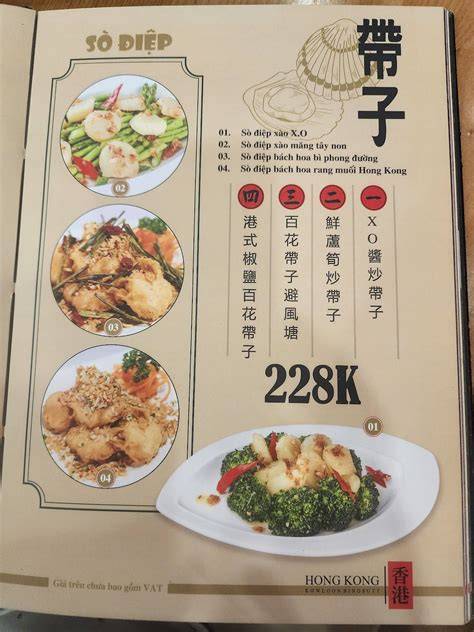 SÒ ĐIỆP
帶子
01. Sò điệp xào X.O
02. Sò điệp xào măng tây non
03. Sò điệp bách hoa bì phong đường
04. Sò điệp bách hoa rang muối Hong Kong
一 XO醬炒帶子
二 鮮蘆筍炒帶子
三 百花帶子避風塘
四 港式椒鹽百花帶子
228K
02
03
04
01
Giá trên chưa bao gồm VAT
HONG KONG
香港